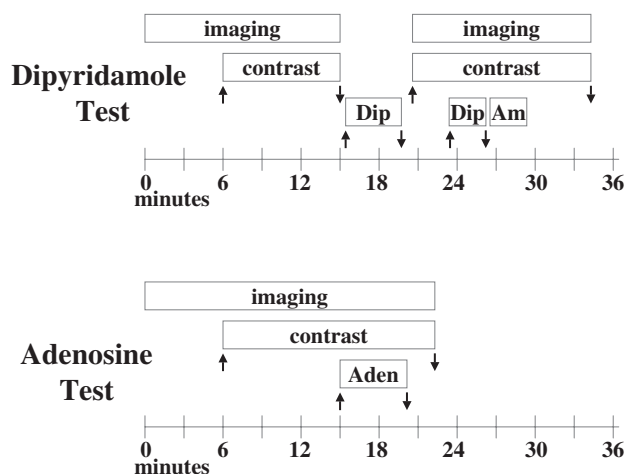 imaging imaging
contrast contrast
Dipyridamole
Test
Dip Dip Am
0 6 12 18 24 30 36
minutes
imaging
contrast
Adenosine
Test
Aden
0 6 12 18 24 30 36
minutes